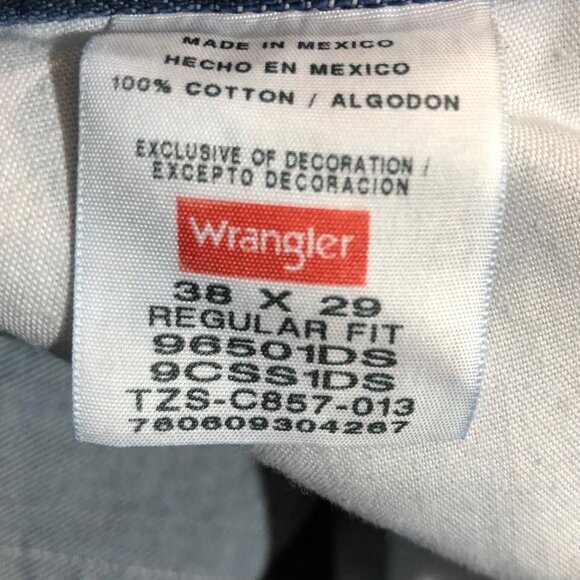 MADE IN MEXICO
HECHO EN MEXICO
100% COTTON / ALGODON
EXCLUSIVE OF DECORATION /
EXCEPTO DECORACION
Wrangler
38 X 29
REGULAR FIT
96501DS
9CSS1DS
TZS-C857-013
780609304287